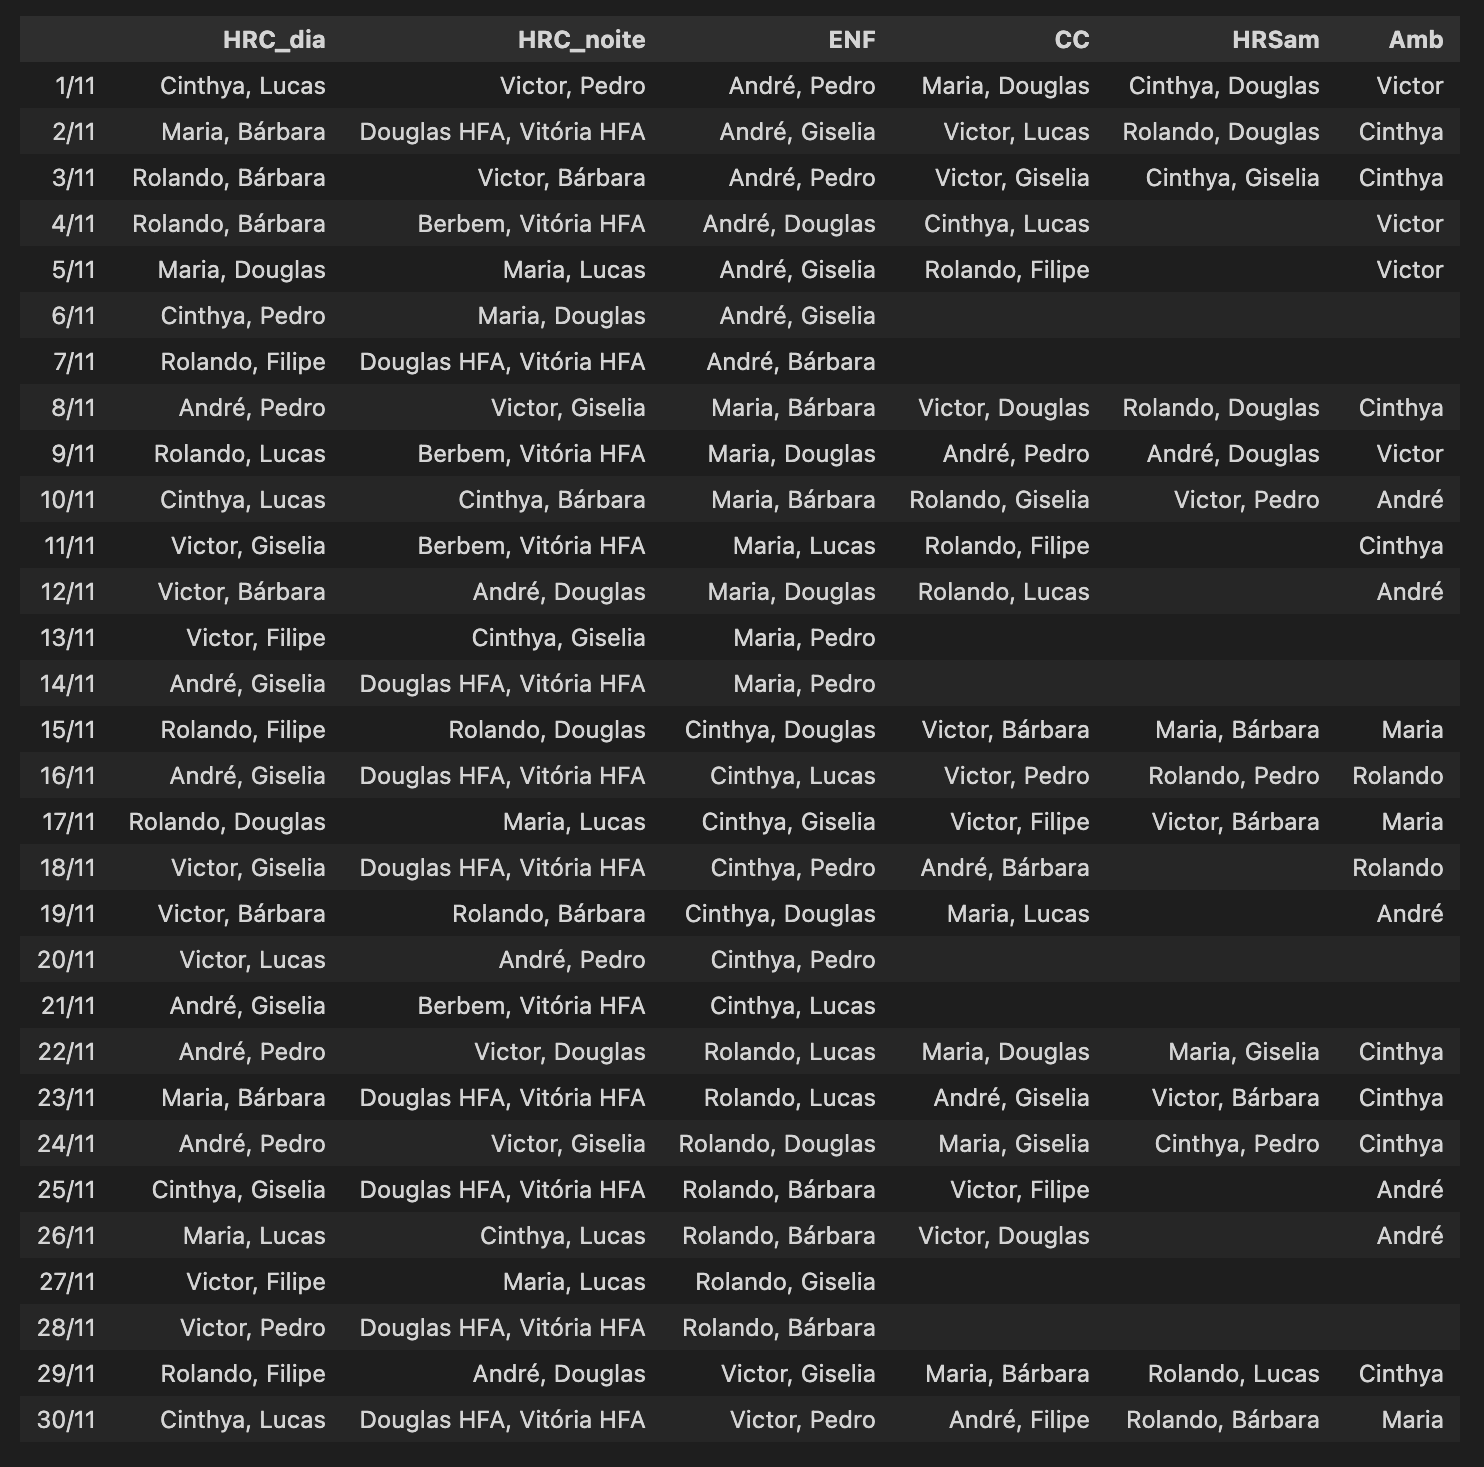 HRC_dia HRC_noite ENF CC HRSam Amb
1/11 Cinthya, Lucas Victor, Pedro André, Pedro Maria, Douglas Cinthya, Douglas Victor
2/11 Maria, Bárbara Douglas HFA, Vitória HFA André, Giselia Victor, Lucas Rolando, Douglas Cinthya
3/11 Rolando, Bárbara Victor, Bárbara André, Pedro Victor, Giselia Cinthya, Giselia Cinthya
4/11 Rolando, Bárbara Berbem, Vitória HFA André, Douglas Cinthya, Lucas Victor
5/11 Maria, Douglas Maria, Lucas André, Giselia Rolando, Filipe Victor
6/11 Cinthya, Pedro Maria, Douglas André, Giselia
7/11 Rolando, Filipe Douglas HFA, Vitória HFA André, Bárbara
8/11 André, Pedro Victor, Giselia Maria, Bárbara Victor, Douglas Rolando, Douglas Cinthya
9/11 Rolando, Lucas Berbem, Vitória HFA Maria, Douglas André, Pedro André, Douglas Victor
10/11 Cinthya, Lucas Cinthya, Bárbara Maria, Bárbara Rolando, Giselia Victor, Pedro André
11/11 Victor, Giselia Berbem, Vitória HFA Maria, Lucas Rolando, Filipe Cinthya
12/11 Victor, Bárbara André, Douglas Maria, Douglas Rolando, Lucas André
13/11 Victor, Filipe Cinthya, Giselia Maria, Pedro
14/11 André, Giselia Douglas HFA, Vitória HFA Maria, Pedro
15/11 Rolando, Filipe Rolando, Douglas Cinthya, Douglas Victor, Bárbara Maria, Bárbara Maria
16/11 André, Giselia Douglas HFA, Vitória HFA Cinthya, Lucas Victor, Pedro Rolando, Pedro Rolando
17/11 Rolando, Douglas Maria, Lucas Cinthya, Giselia Victor, Filipe Victor, Bárbara Maria
18/11 Victor, Giselia Douglas HFA, Vitória HFA Cinthya, Pedro André, Bárbara Rolando
19/11 Victor, Bárbara Rolando, Bárbara Cinthya, Douglas Maria, Lucas André
20/11 Victor, Lucas André, Pedro Cinthya, Pedro
21/11 André, Giselia Berbem, Vitória HFA Cinthya, Lucas
22/11 André, Pedro Victor, Douglas Rolando, Lucas Maria, Douglas Maria, Giselia Cinthya
23/11 Maria, Bárbara Douglas HFA, Vitória HFA Rolando, Lucas André, Giselia Victor, Bárbara Cinthya
24/11 André, Pedro Victor, Giselia Rolando, Douglas Maria, Giselia Cinthya, Pedro Cinthya
25/11 Cinthya, Giselia Douglas HFA, Vitória HFA Rolando, Bárbara Victor, Filipe André
26/11 Maria, Lucas Cinthya, Lucas Rolando, Bárbara Victor, Douglas André
27/11 Victor, Filipe Maria, Lucas Rolando, Giselia
28/11 Victor, Pedro Douglas HFA, Vitória HFA Rolando, Bárbara
29/11 Rolando, Filipe André, Douglas Victor, Giselia Maria, Bárbara Rolando, Lucas Cinthya
30/11 Cinthya, Lucas Douglas HFA, Vitória HFA Victor, Pedro André, Filipe Rolando, Bárbara Maria